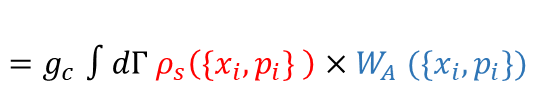 = g_c ∫ dΓ ρ_s({x_i, p_i} ) × W_A ({x_i, p_i})